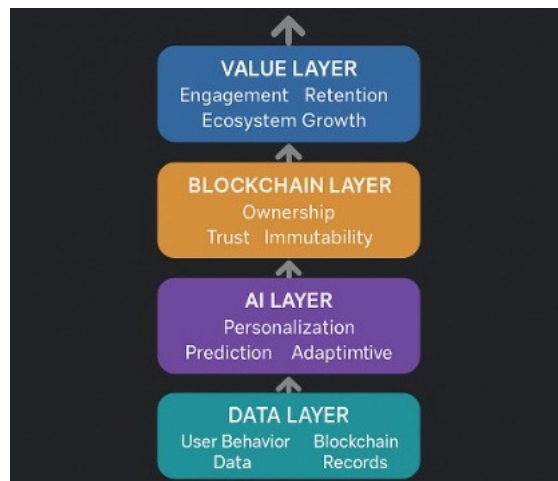 VALUE LAYER
Engagement Retention
Ecosystem Growth
BLOCKCHAIN LAYER
Ownership
Trust Immutability
AI LAYER
Personalization
Prediction Adaptimtive
DATA LAYER
User Behavior Blockchain
Data Records